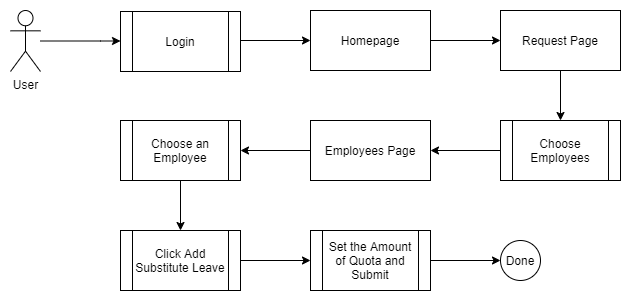 Login
Homepage
Request Page
User
Choose
Employees
Employees Page
Choose an
Employee
Click Add
Substitute Leave
Set the Amount
of Quota and
Submit
Done